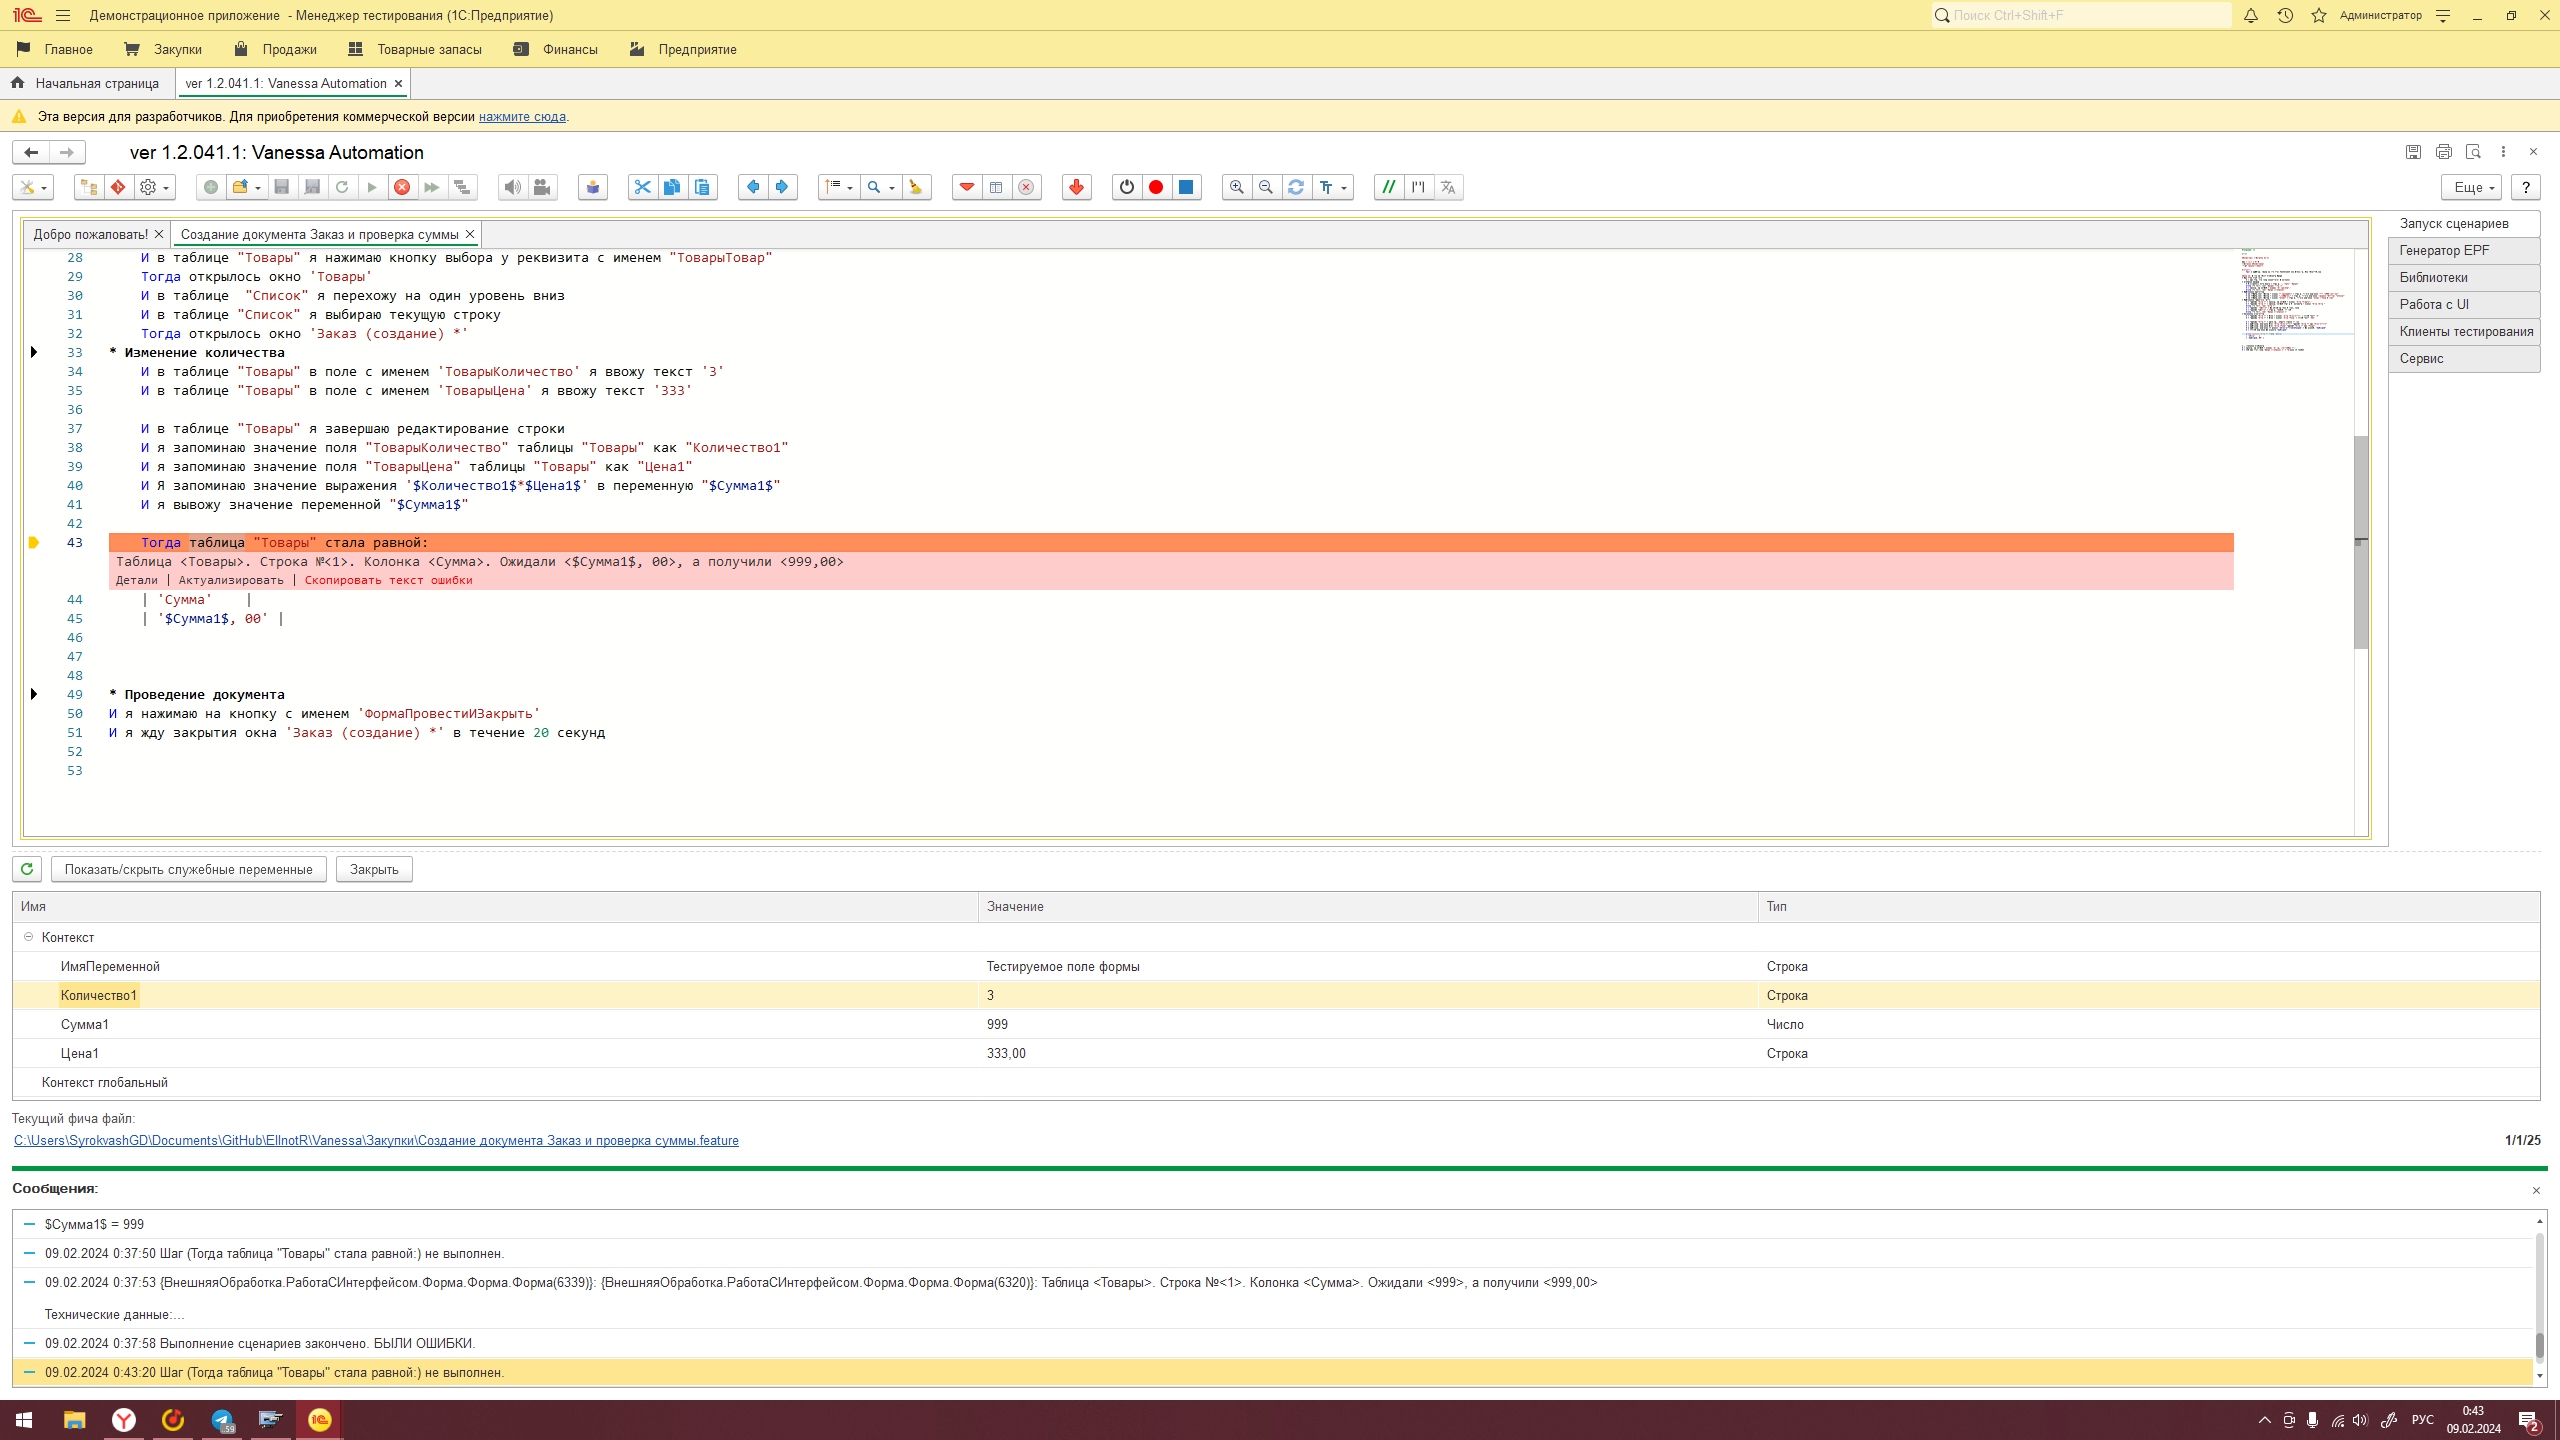 Демонстрационное приложение - Менеджер тестирования (1С:Предприятие)
Поиск Ctrl+Shift+F
Администратор
Главное
Закупки
Продажи
Товарные запасы
Финансы
Предприятие
Начальная страница
ver 1.2.041.1: Vanessa Automation
Эта версия для разработчиков. Для приобретения коммерческой версии нажмите сюда.
ver 1.2.041.1: Vanessa Automation
Еще
?
Добро пожаловать!
Создание документа Заказ и проверка суммы
Запуск сценариев
Генератор EPF
Библиотеки
Работа с UI
Клиенты тестирования
Сервис
28 И в таблице "Товары" я нажимаю кнопку выбора у реквизита с именем "ТоварыТовар"
29 Тогда открылось окно 'Товары'
30 И в таблице "Список" я перехожу на один уровень вниз
31 И в таблице "Список" я выбираю текущую строку
32 Тогда открылось окно 'Заказ (создание) *'
33 * Изменение количества
34 И в таблице "Товары" в поле с именем 'ТоварыКоличество' я ввожу текст '3'
35 И в таблице "Товары" в поле с именем 'ТоварыЦена' я ввожу текст '333'
36
37 И в таблице "Товары" я завершаю редактирование строки
38 И я запоминаю значение поля "ТоварыКоличество" таблицы "Товары" как "Количество1"
39 И я запоминаю значение поля "ТоварыЦена" таблицы "Товары" как "Цена1"
40 И Я запоминаю значение выражения '$Количество1$*$Цена1$' в переменную "$Сумма1$"
41 И я вывожу значение переменной "$Сумма1$"
42
43 Тогда таблица "Товары" стала равной:
Таблица <Товары>. Строка №<1>. Колонка <Сумма>. Ожидали <$Сумма1$, 00>, а получили <999,00>
Детали | Актуализировать | Скопировать текст ошибки
44 | 'Сумма' |
45 | '$Сумма1$, 00' |
46
47
48
49 * Проведение документа
50 И я нажимаю на кнопку с именем 'ФормаПровестиИЗакрыть'
51 И я жду закрытия окна 'Заказ (создание) *' в течение 20 секунд
52
53
Показать/скрыть служебные переменные
Закрыть
Имя Значение Тип
Контекст
ИмяПеременной Тестируемое поле формы Строка
Количество1 3 Строка
Сумма1 999 Число
Цена1 333,00 Строка
Контекст глобальный
Текущий фича файл:
C:\Users\SyrokvashGD\Documents\GitHub\EllnotR\Vanessa\Закупки\Создание документа Заказ и проверка суммы.feature
1/1/25
Сообщения:
$Сумма1$ = 999
09.02.2024 0:37:50 Шаг (Тогда таблица "Товары" стала равной:) не выполнен.
09.02.2024 0:37:53 {ВнешняяОбработка.РаботаСИнтерфейсом.Форма.Форма.Форма(6339)}: {ВнешняяОбработка.РаботаСИнтерфейсом.Форма.Форма.Форма(6320)}: Таблица <Товары>. Строка №<1>. Колонка <Сумма>. Ожидали <999>, а получили <999,00>
Технические данные:...
09.02.2024 0:37:58 Выполнение сценариев закончено. БЫЛИ ОШИБКИ.
09.02.2024 0:43:20 Шаг (Тогда таблица "Товары" стала равной:) не выполнен.
59
РУС
0:43
09.02.2024
2